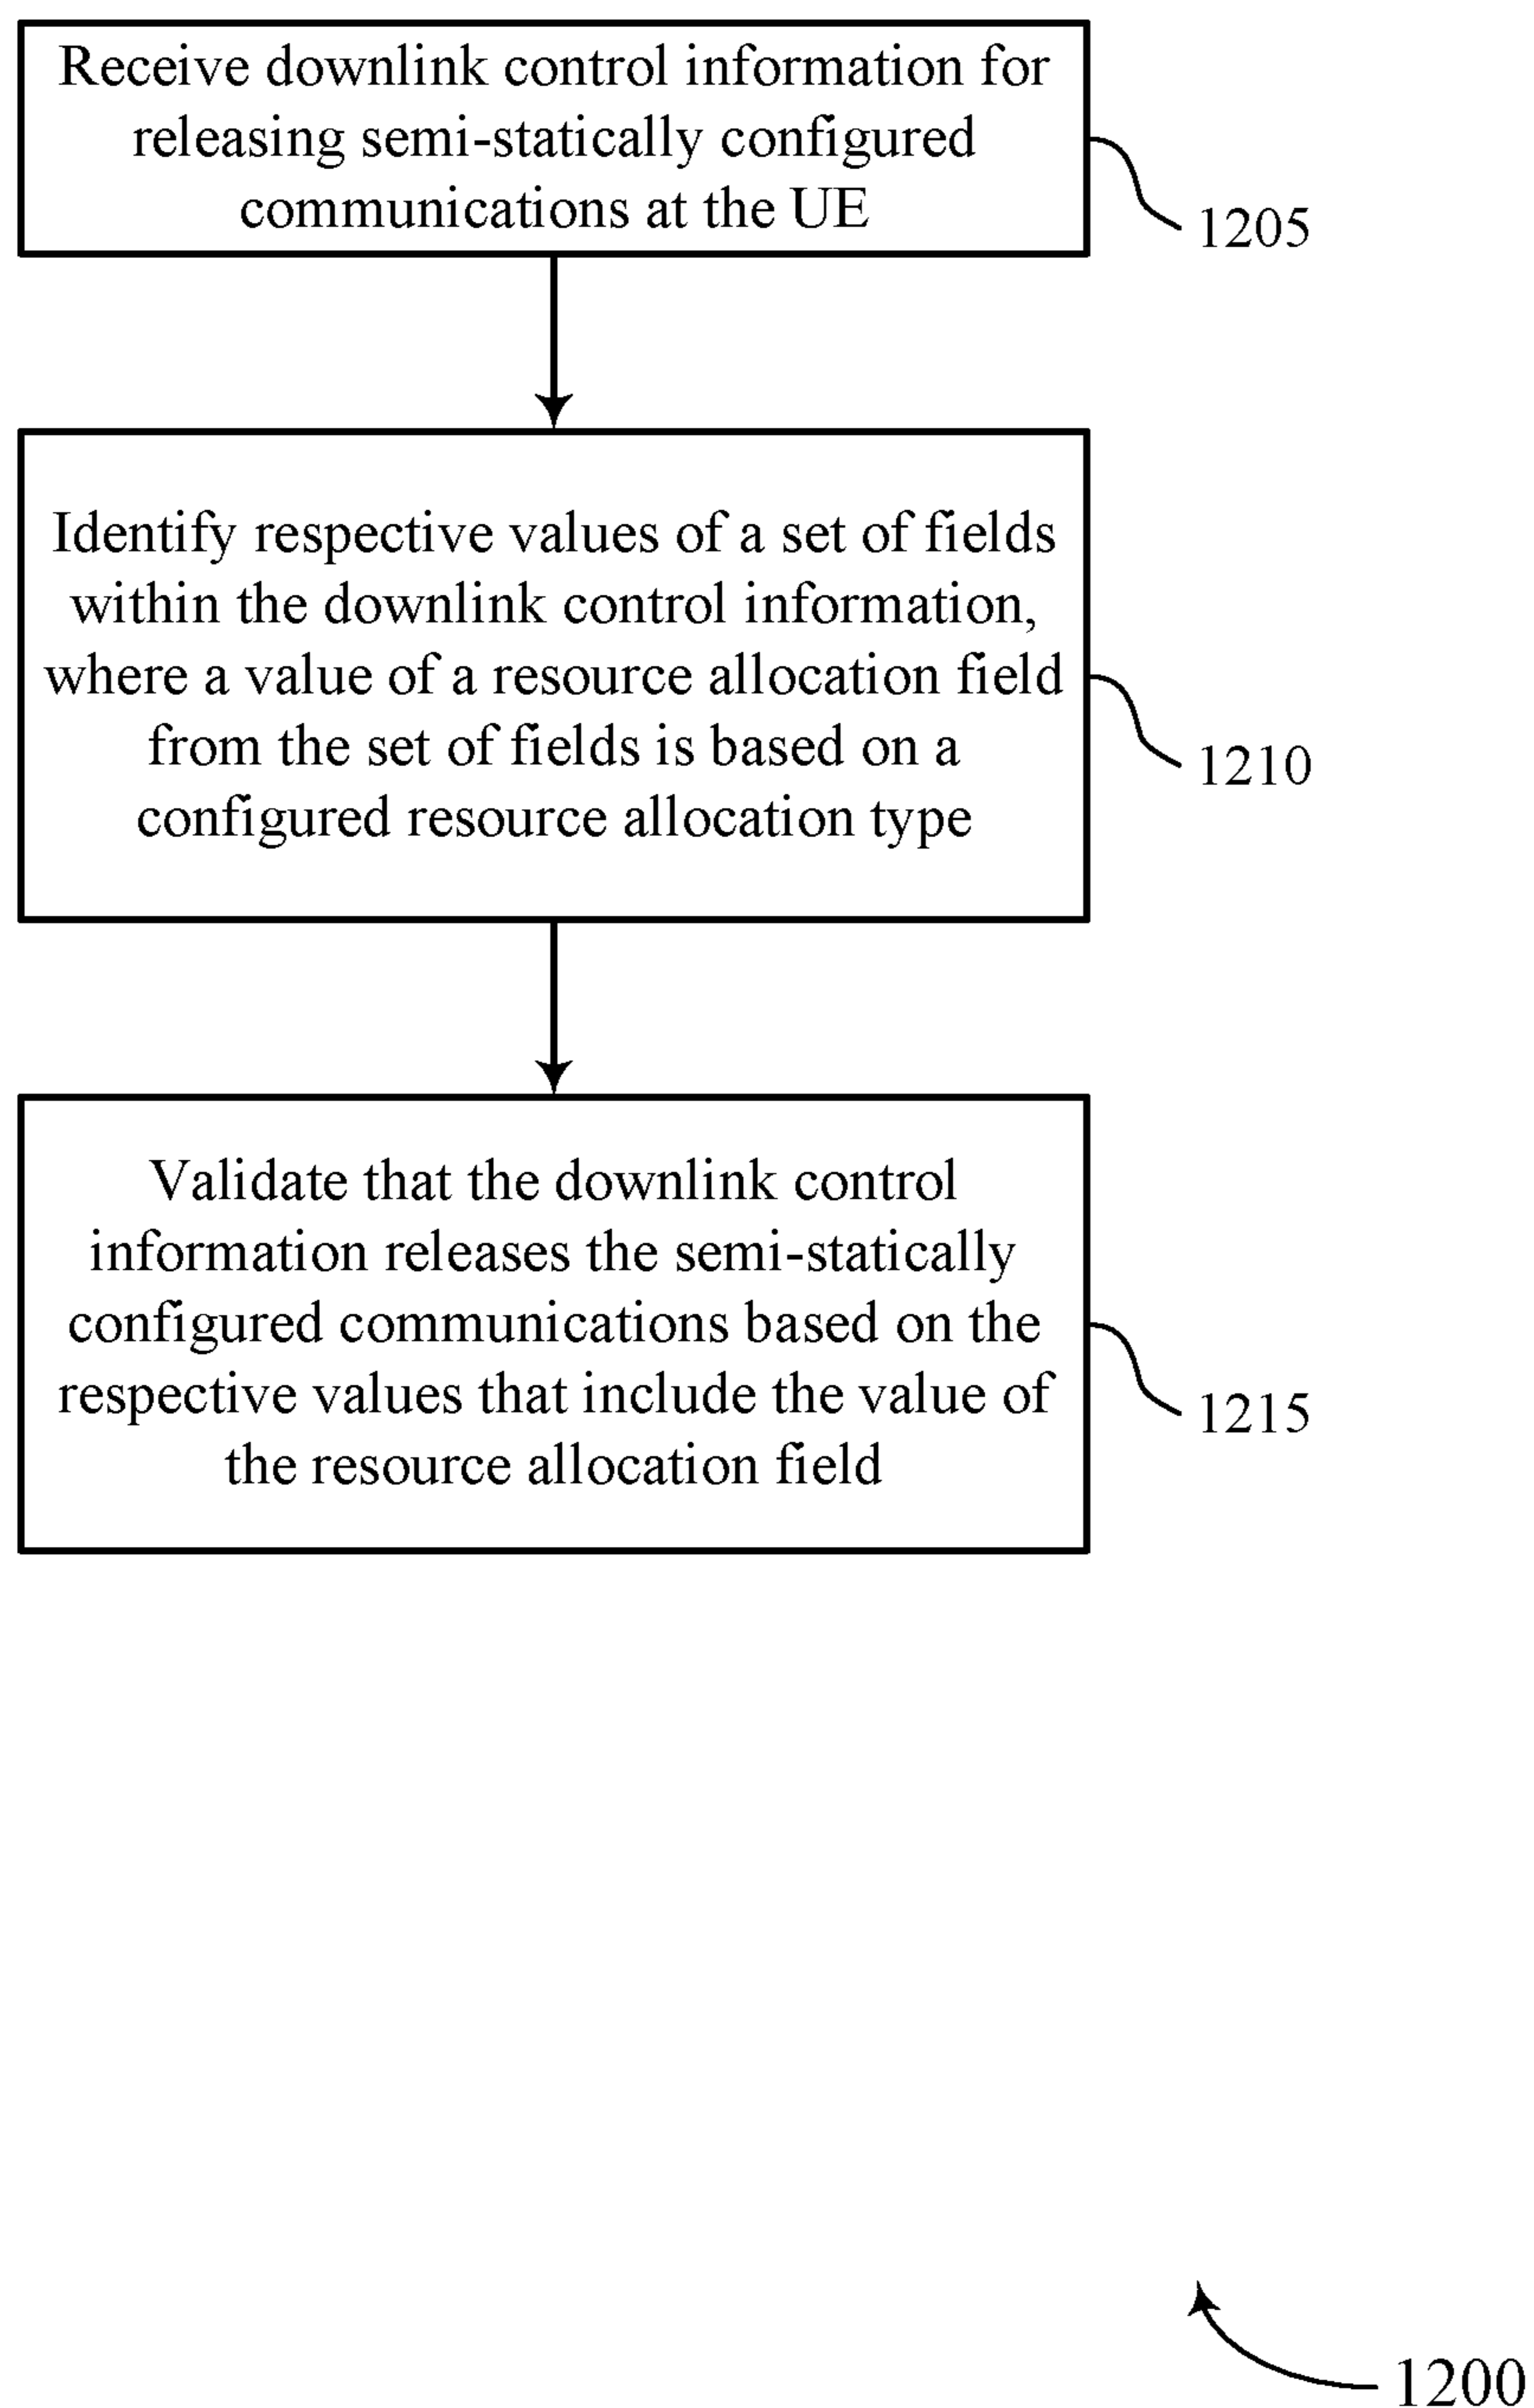 Receive downlink control information for
releasing semi-statically configured
communications at the UE
1205
Identify respective values of a set of fields
within the downlink control information,
where a value of a resource allocation field
from the set of fields is based on a
configured resource allocation type
1210
Validate that the downlink control
information releases the semi-statically
configured communications based on the
respective values that include the value of
the resource allocation field
1215
1200